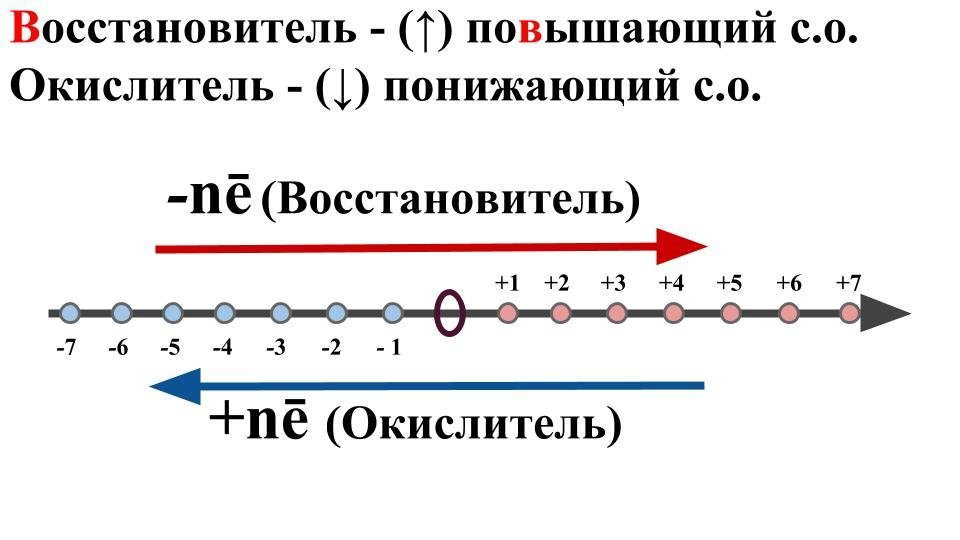 Восстановитель - (↑) повышающий с.о.
Окислитель - (↓) понижающий с.о.
-nē (Восстановитель)
+1 +2 +3 +4 +5 +6 +7
-7 -6 -5 -4 -3 -2 - 1
+nē (Окислитель)